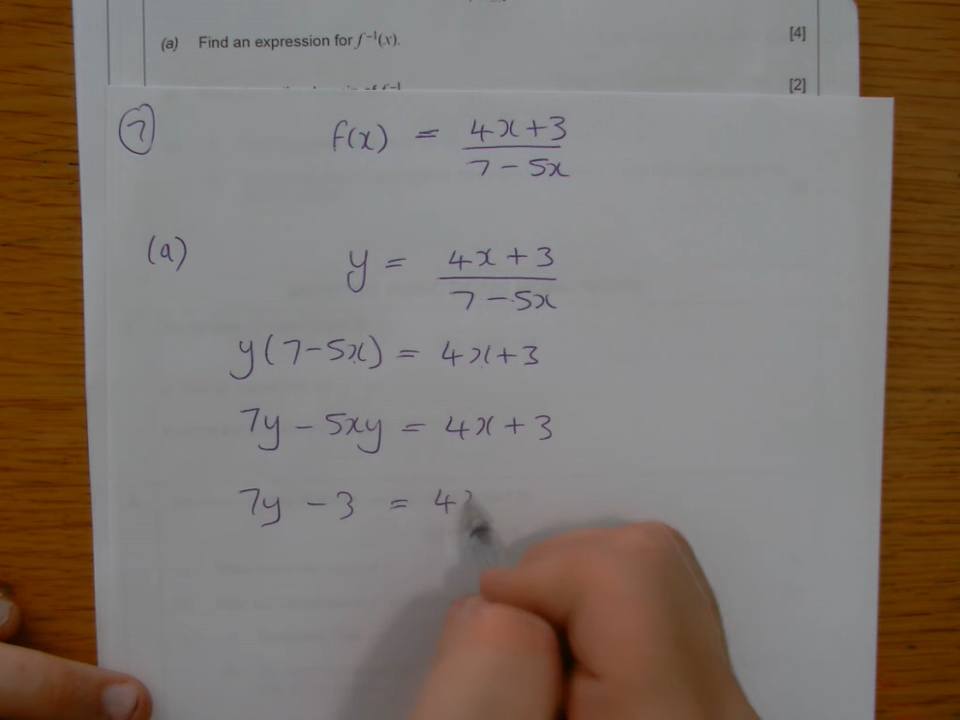 (a) Find an expression for f⁻¹(x). [4]
[2]
7 f(x) = 4x+3 / 7-5x
(a) y = 4x+3 / 7-5x
y(7-5x) = 4x+3
7y - 5xy = 4x+3
7y - 3 = 4x